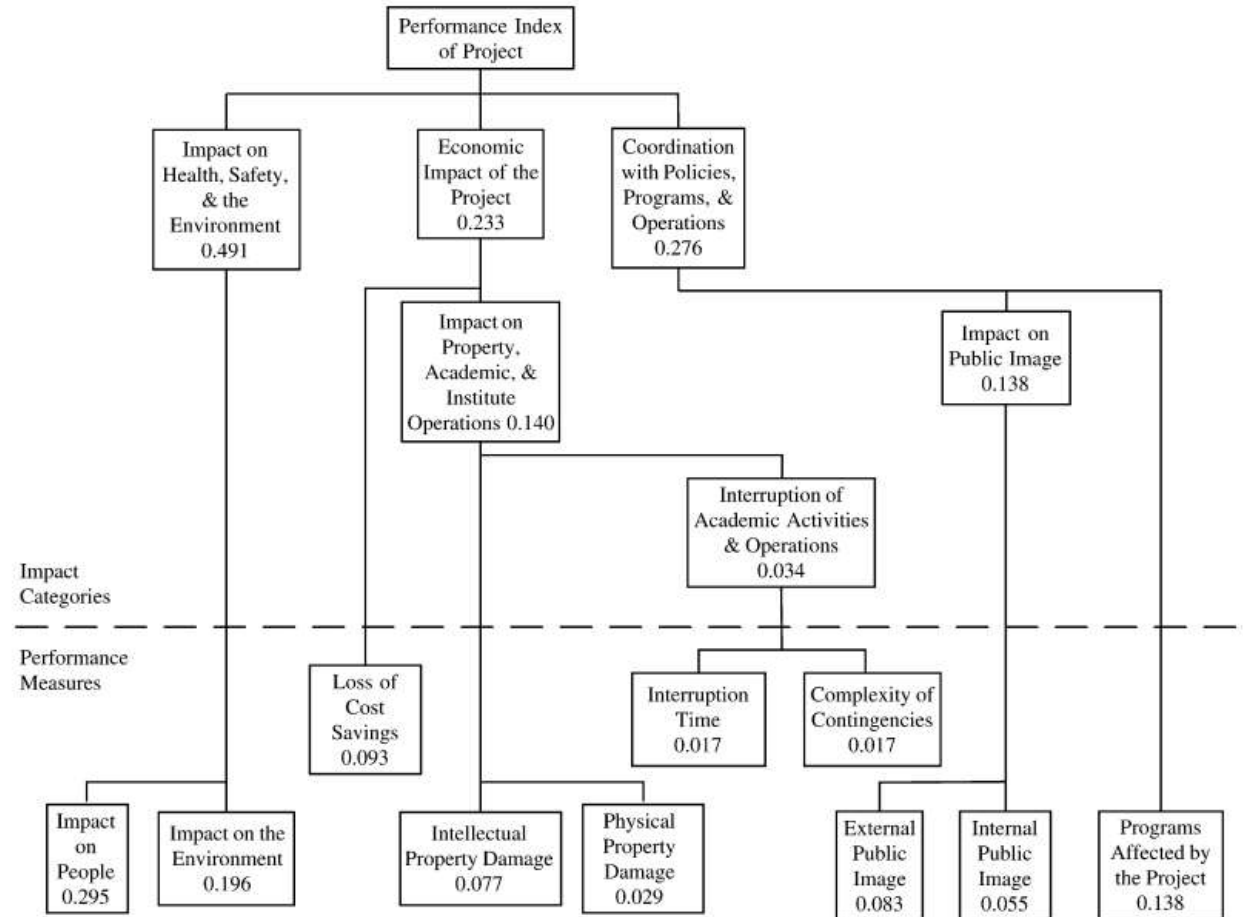 Performance Index
of Project
Impact on
Health, Safety,
& the
Environment
0.491
Economic
Impact of the
Project
0.233
Coordination
with Policies,
Programs, &
Operations
0.276
Impact on
Property,
Academic, &
Institute
Operations 0.140
Impact on
Public Image
0.138
Interruption of
Academic Activities
& Operations
0.034
Impact
Categories
Performance
Measures
Loss of
Cost
Savings
0.093
Interruption
Time
0.017
Complexity of
Contingencies
0.017
Impact
on
People
0.295
Impact on the
Environment
0.196
Intellectual
Property Damage
0.077
Physical
Property
Damage
0.029
External
Public
Image
0.083
Internal
Public
Image
0.055
Programs
Affected by
the Project
0.138